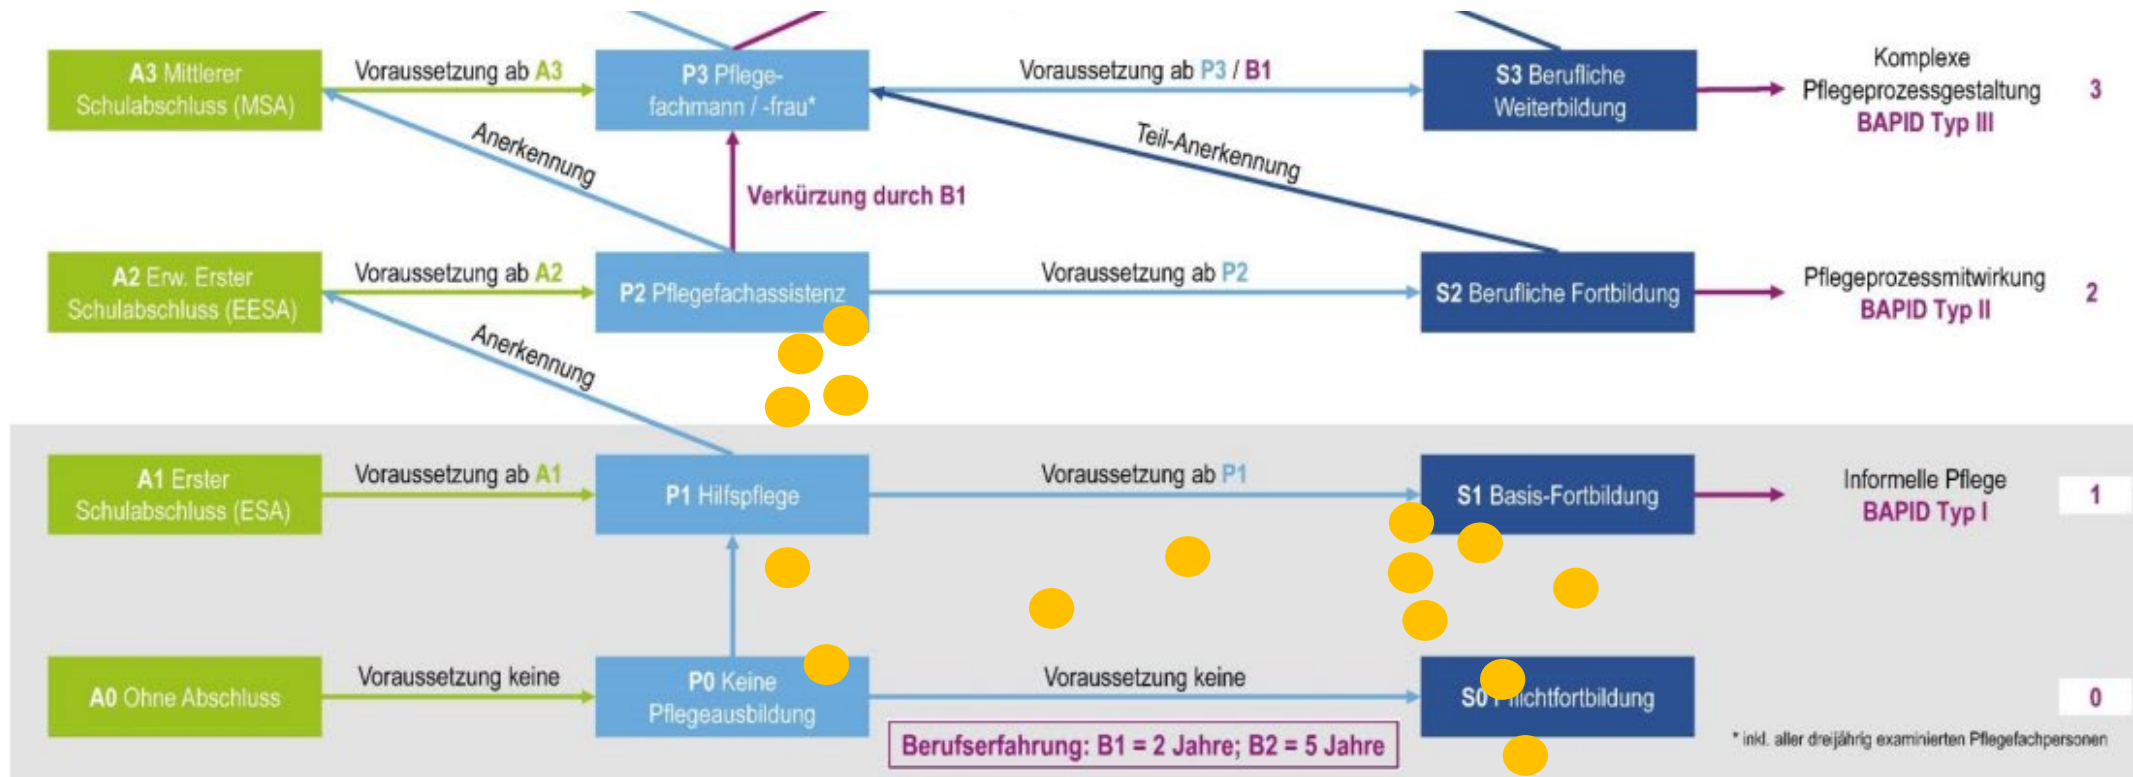 A3 Mittlerer
Schulabschluss (MSA)
Voraussetzung ab A3
P3 Pflege-
fachmann / -frau*
Voraussetzung ab P3 / B1
S3 Berufliche
Weiterbildung
Komplexe
Pflegeprozessgestaltung
BAPID Typ III
3
Anerkennung
Verkürzung durch B1
Teil-Anerkennung
A2 Erw. Erster
Schulabschluss (EESA)
Voraussetzung ab A2
P2 Pflegefachassistenz
Voraussetzung ab P2
S2 Berufliche Fortbildung
Pflegeprozessmitwirkung
BAPID Typ II
2
Anerkennung
A1 Erster
Schulabschluss (ESA)
Voraussetzung ab A1
P1 Hilfspflege
Voraussetzung ab P1
S1 Basis-Fortbildung
Informelle Pflege
BAPID Typ I
1
A0 Ohne Abschluss
Voraussetzung keine
P0 Keine
Pflegeausbildung
Voraussetzung keine
S0
0
Berufserfahrung: B1 = 2 Jahre; B2 = 5 Jahre
* inkl. aller dreijährig examinierten Pflegefachpersonen